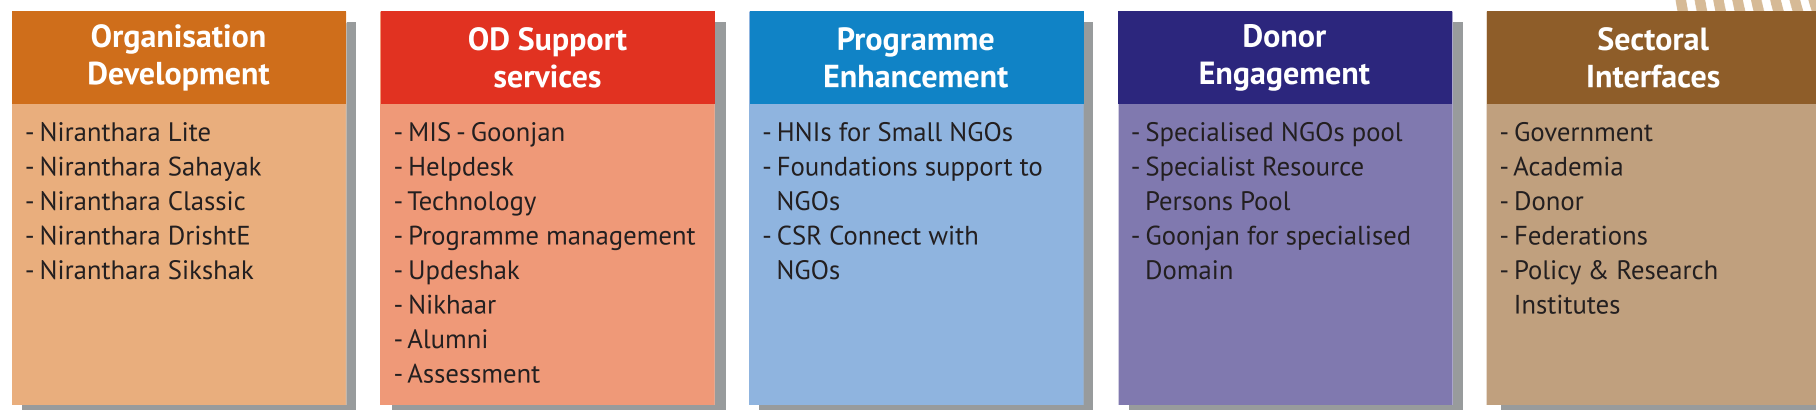 Organisation
Development
- Niranthara Lite
- Niranthara Sahayak
- Niranthara Classic
- Niranthara DrishtE
- Niranthara Sikshak
OD Support
services
- MIS - Goonjan
- Helpdesk
- Technology
- Programme management
- Updeshak
- Nikhaar
- Alumni
- Assessment
Programme
Enhancement
- HNIs for Small NGOs
- Foundations support to
NGOs
- CSR Connect with
NGOs
Donor
Engagement
- Specialised NGOs pool
- Specialist Resource
Persons Pool
- Goonjan for specialised
Domain
Sectoral
Interfaces
- Government
- Academia
- Donor
- Federations
- Policy & Research
Institutes